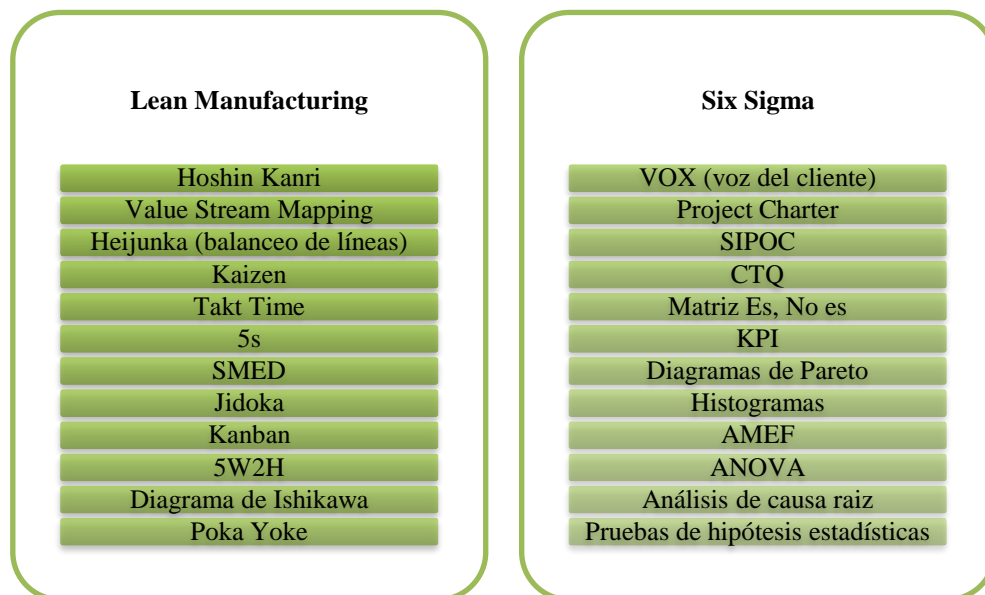 Lean Manufacturing
Hoshin Kanri
Value Stream Mapping
Heijunka (balanceo de líneas)
Kaizen
Takt Time
5s
SMED
Jidoka
Kanban
5W2H
Diagrama de Ishikawa
Poka Yoke
Six Sigma
VOX (voz del cliente)
Project Charter
SIPOC
CTQ
Matriz Es, No es
KPI
Diagramas de Pareto
Histogramas
AMEF
ANOVA
Análisis de causa raiz
Pruebas de hipótesis estadísticas